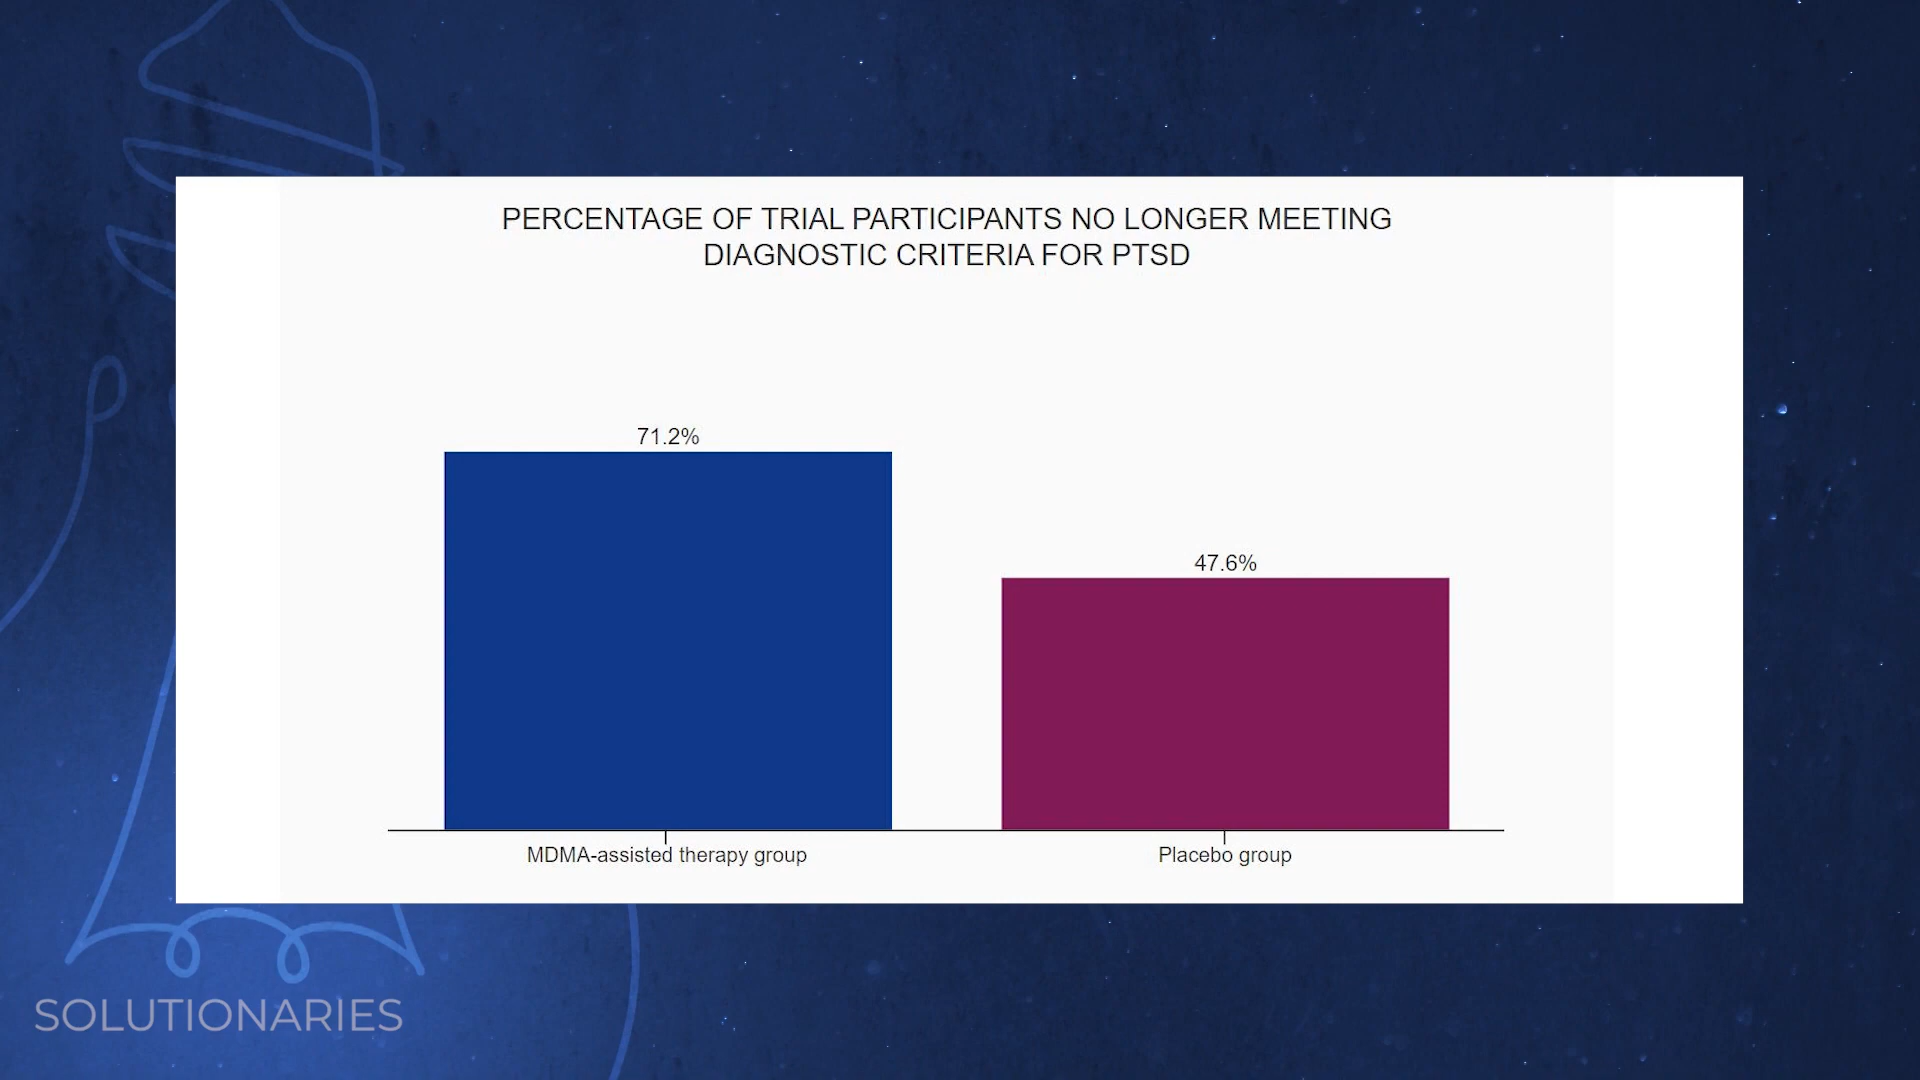 PERCENTAGE OF TRIAL PARTICIPANTS NO LONGER MEETING
DIAGNOSTIC CRITERIA FOR PTSD
71.2%
47.6%
MDMA-assisted therapy group
Placebo group
SOLUTIONARIES